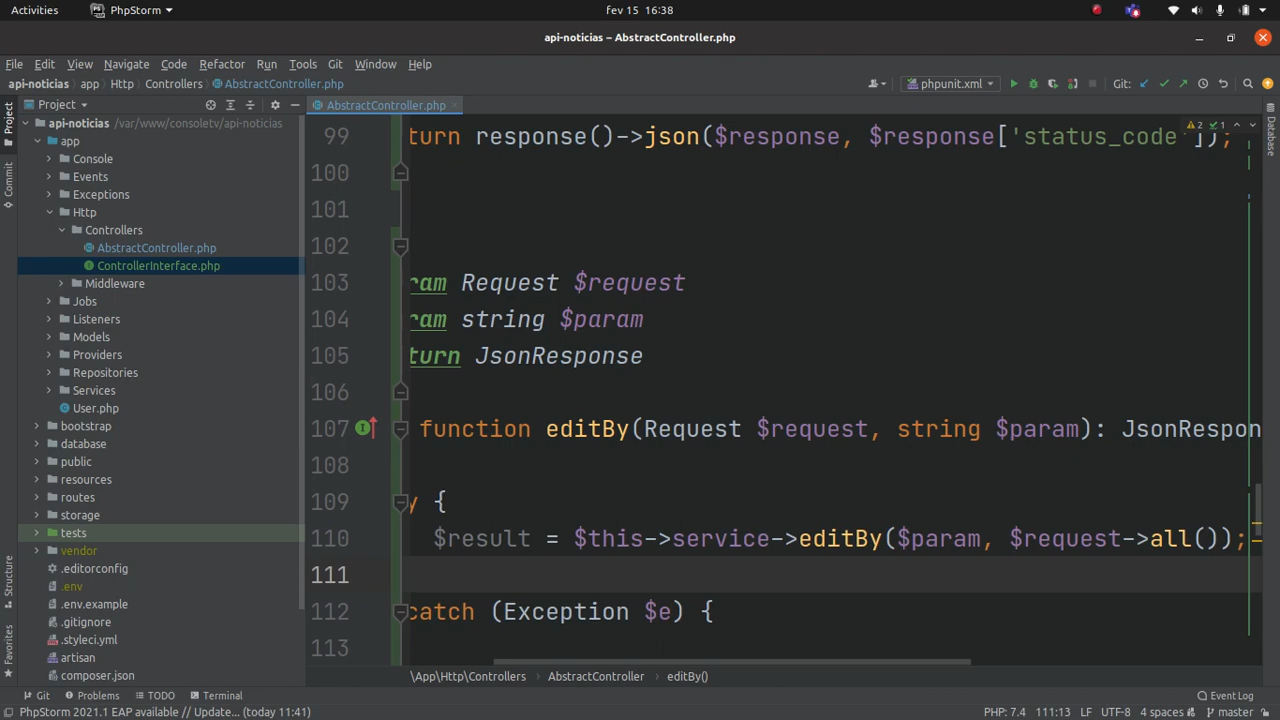 Activities PhpStorm fev 15 16:38
api-noticias – AbstractController.php
File Edit View Navigate Code Refactor Run Tools Git Window Help
api-noticias app Http Controllers AbstractController.php phpunit.xml Git:
Project AbstractController.php
api-noticias /var/www/consoletv/api-noticias
app
Console
Events
Exceptions
Http
Controllers
AbstractController.php
ControllerInterface.php
Middleware
Jobs
Listeners
Models
Providers
Repositories
Services
User.php
bootstrap
database
public
resources
routes
storage
tests
vendor
.editorconfig
.env
.env.example
.gitignore
.styleci.yml
artisan
composer.json
Project
Commit
Structure
Favorites
99 turn response()->json($response, $response['status_code']);
2 1
100
101
102
103 ram Request $request
104 ram string $param
105 turn JsonResponse
106
107 function editBy(Request $request, string $param): JsonRespon
108
109 y {
110 $result = $this->service->editBy($param, $request->all());
111
112 catch (Exception $e) {
113
Database
\App\Http\Controllers AbstractController editBy()
Git Problems TODO Terminal Event Log
PhpStorm 2021.1 EAP available // Update... (today 11:41) PHP: 7.4 111:13 LF UTF-8 4 spaces master